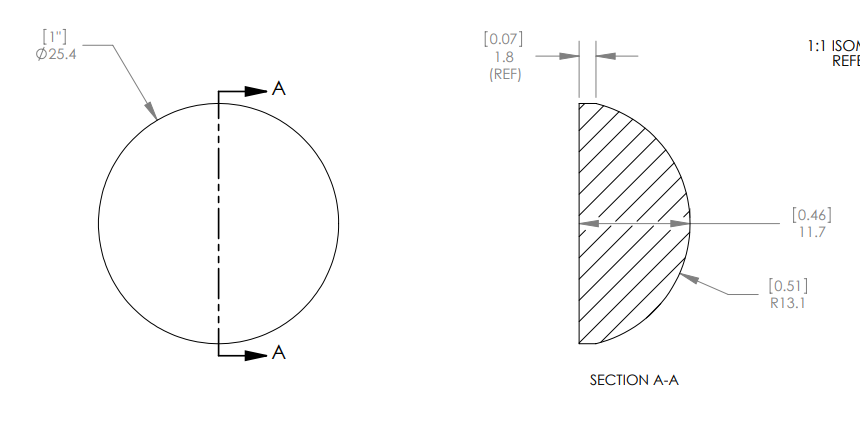 [1"]
Ø25.4
A
A
[0.07]
1.8
(REF)
1:1 ISOM
REFE
[0.46]
11.7
[0.51]
R13.1
SECTION A-A